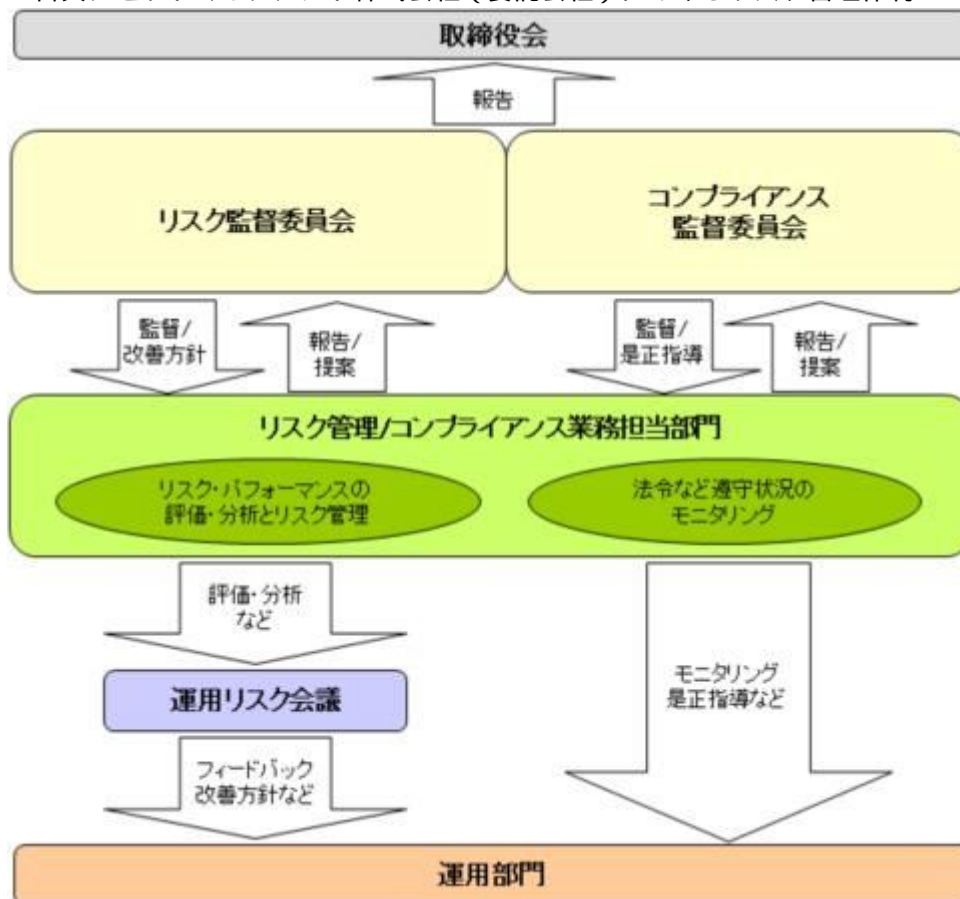 取締役会
報告
リスク監督委員会
コンプライアンス
監督委員会
監督/
改善方針
報告/
提案
監督/
是正指導
報告/
提案
リスク管理/コンプライアンス業務担当部門
リスク・パフォーマンスの
評価・分析とリスク管理
法令など遵守状況の
モニタリング
評価・分析
など
運用リスク会議
モニタリング
是正指導など
フィードバック
改善方針など
運用部門